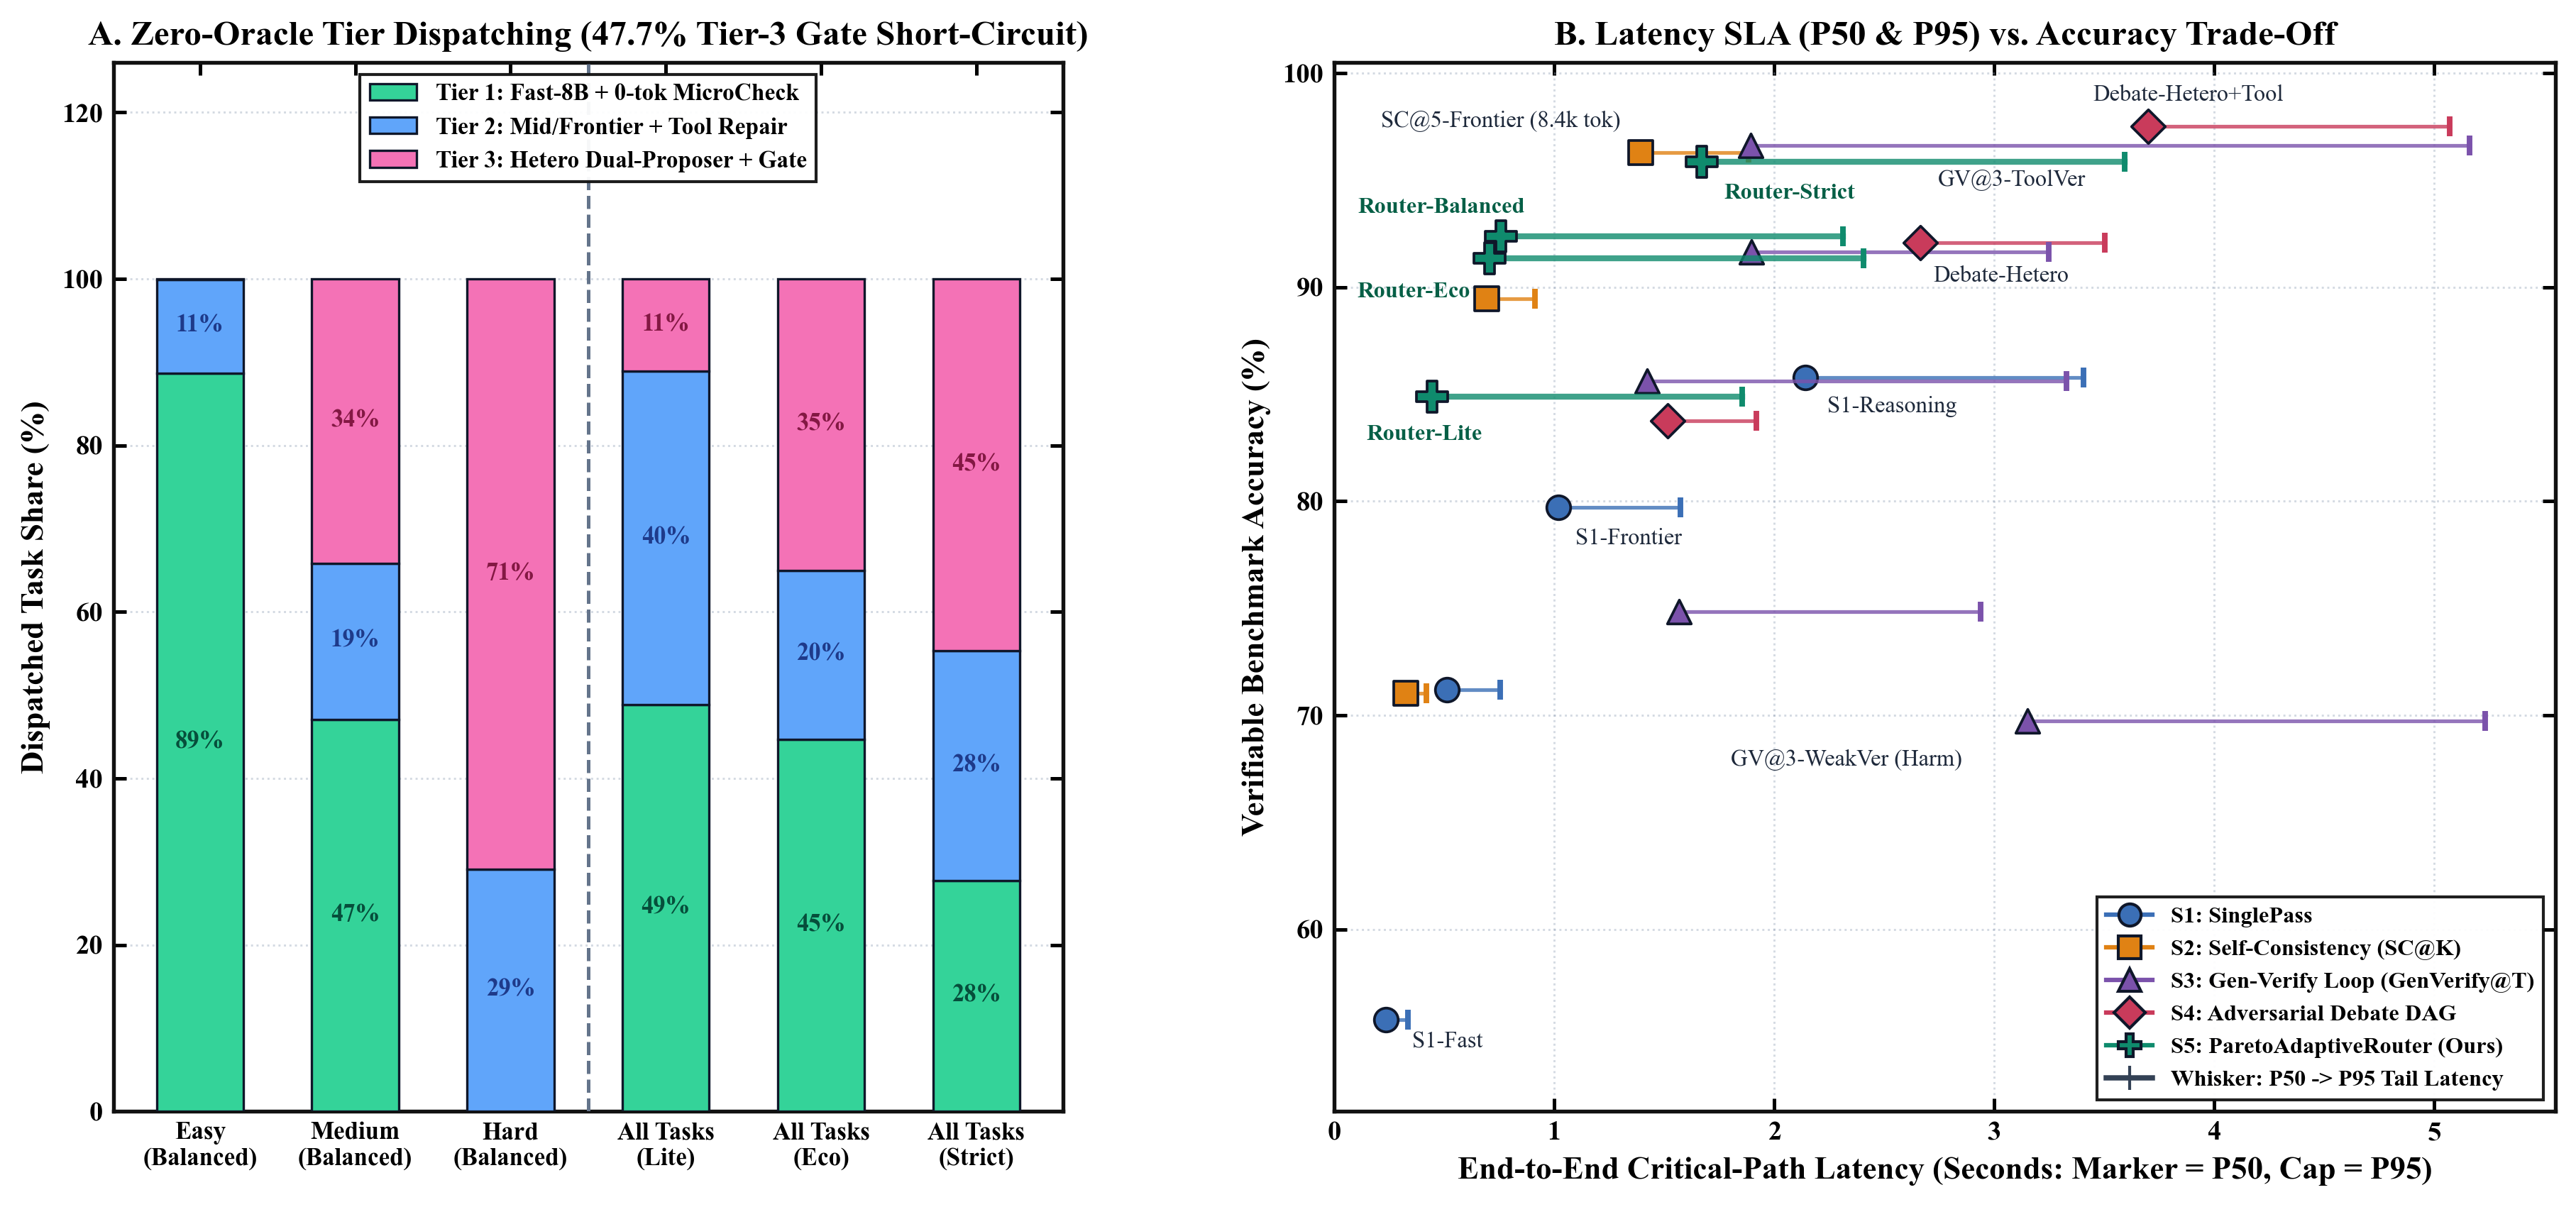 A. Zero-Oracle Tier Dispatching (47.7% Tier-3 Gate Short-Circuit)
Tier 1: Fast-8B + 0-tok MicroCheck
Tier 2: Mid/Frontier + Tool Repair
Tier 3: Hetero Dual-Proposer + Gate
Dispatched Task Share (%)
120
100
80
60
40
20
0
11%
89%
34%
19%
47%
71%
29%
11%
40%
49%
35%
20%
45%
45%
28%
28%
Easy
(Balanced)
Medium
(Balanced)
Hard
(Balanced)
All Tasks
(Lite)
All Tasks
(Eco)
All Tasks
(Strict)
B. Latency SLA (P50 & P95) vs. Accuracy Trade-Off
Verifiable Benchmark Accuracy (%)
100
90
80
70
60
Debate-Hetero+Tool
SC@5-Frontier (8.4k tok)
GV@3-ToolVer
Router-Strict
Router-Balanced
Debate-Hetero
Router-Eco
S1-Reasoning
Router-Lite
S1-Frontier
GV@3-WeakVer (Harm)
S1-Fast
S1: SinglePass
S2: Self-Consistency (SC@K)
S3: Gen-Verify Loop (GenVerify@T)
S4: Adversarial Debate DAG
S5: ParetoAdaptiveRouter (Ours)
Whisker: P50 -> P95 Tail Latency
0
1
2
3
4
5
End-to-End Critical-Path Latency (Seconds: Marker = P50, Cap = P95)